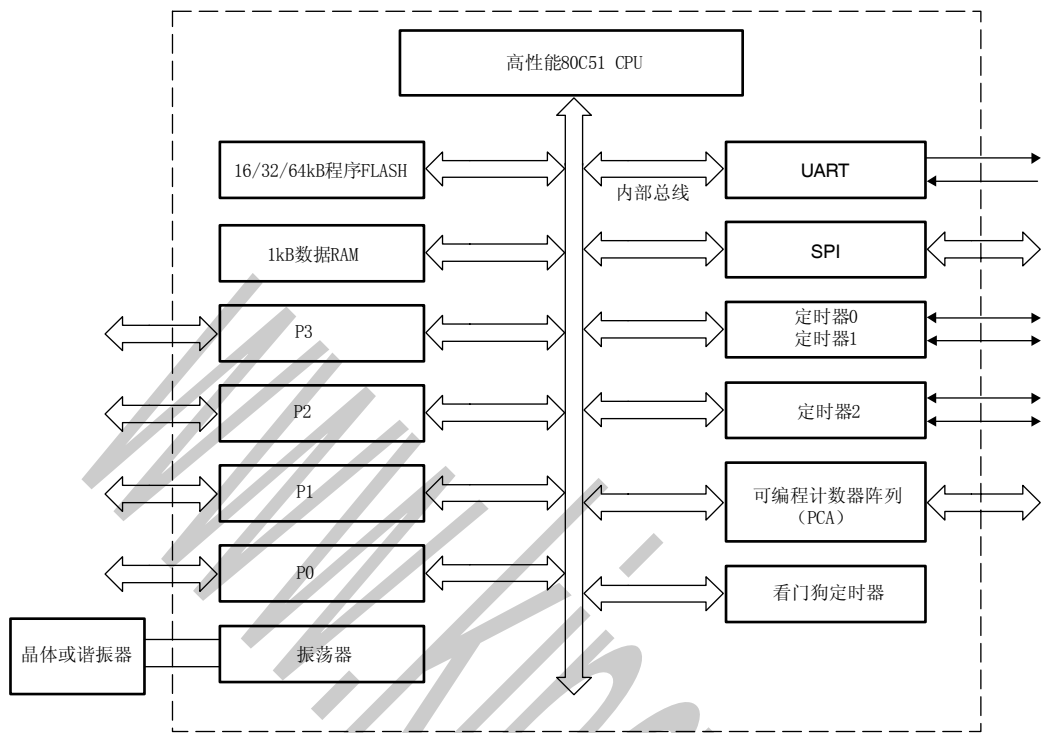 高性能80C51 CPU
16/32/64kB程序FLASH
UART
内部总线
1kB数据RAM
SPI
P3
定时器0
定时器1
P2
定时器2
P1
可编程计数器阵列
（PCA）
P0
看门狗定时器
晶体或谐振器
振荡器